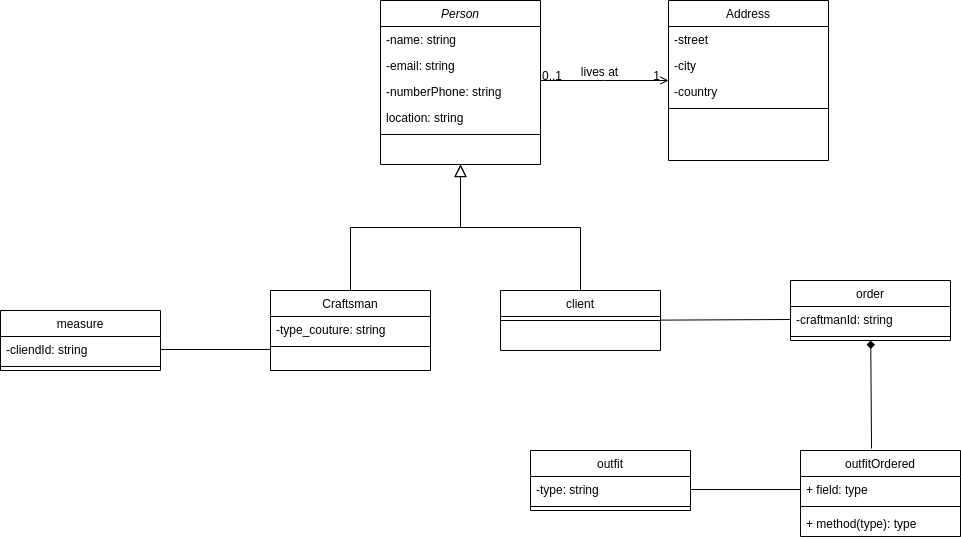 Person
-name: string
-email: string
-numberPhone: string
location: string
0..1
lives at
1
Address
-street
-city
-country
measure
-cliendId: string
Craftsman
-type_couture: string
client
order
-craftmanId: string
outfit
-type: string
outfitOrdered
+ field: type
+ method(type): type